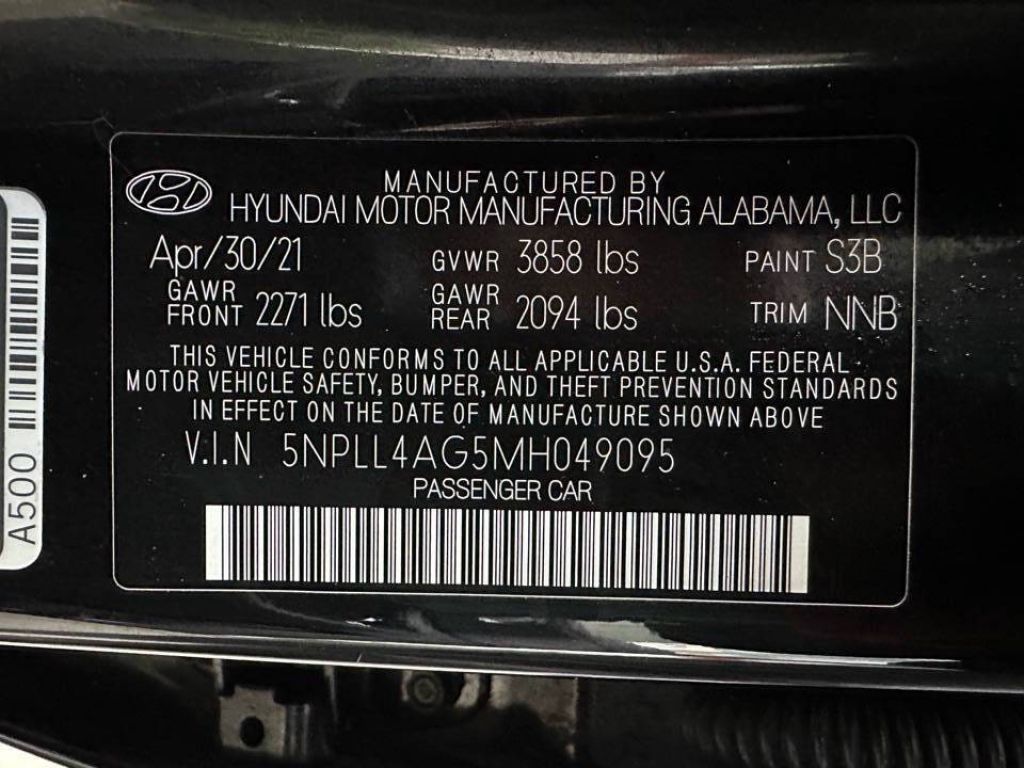 MANUFACTURED BY
HYUNDAI MOTOR MANUFACTURING ALABAMA, LLC
Apr/30/21 GVWR 3858 lbs PAINT S3B
GAWR FRONT 2271 lbs GAWR REAR 2094 lbs TRIM NNB
THIS VEHICLE CONFORMS TO ALL APPLICABLE U.S.A. FEDERAL
MOTOR VEHICLE SAFETY, BUMPER, AND THEFT PREVENTION STANDARDS
IN EFFECT ON THE DATE OF MANUFACTURE SHOWN ABOVE
V.I.N 5NPLL4AG5MH049095
PASSENGER CAR
A500